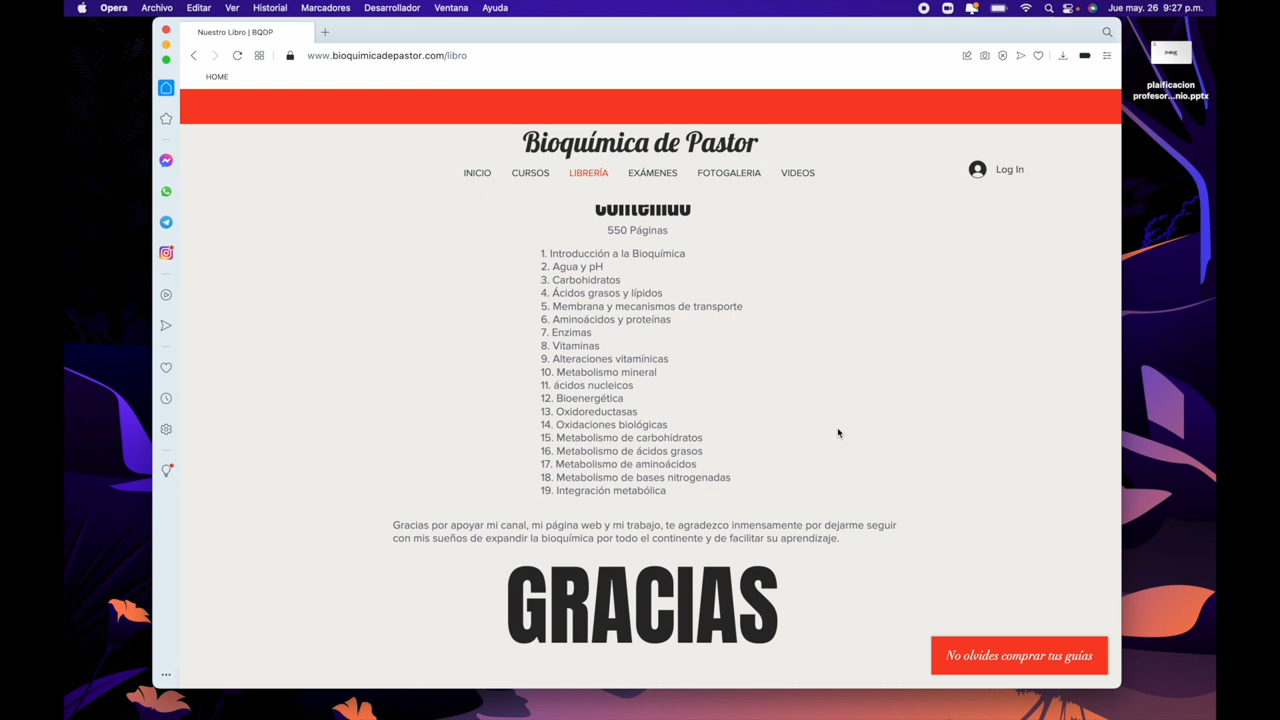 Opera Archivo Editar Ver Historial Marcadores Desarrollador Ventana Ayuda Jue may. 26 9:27 p.m.
Nuestro Libro | BQDP
www.bioquimicadepastor.com/libro
HOME
plaificacion
profesor...nio.pptx
Bioquímica de Pastor
INICIO CURSOS LIBRERÍA EXÁMENES FOTOGALERIA VIDEOS
Log In
Contenido
550 Páginas
1. Introducción a la Bioquímica
2. Agua y pH
3. Carbohidratos
4. Ácidos grasos y lípidos
5. Membrana y mecanismos de transporte
6. Aminoácidos y proteínas
7. Enzimas
8. Vitaminas
9. Alteraciones vitamínicas
10. Metabolismo mineral
11. ácidos nucleicos
12. Bioenergética
13. Oxidoreductasas
14. Oxidaciones biológicas
15. Metabolismo de carbohidratos
16. Metabolismo de ácidos grasos
17. Metabolismo de aminoácidos
18. Metabolismo de bases nitrogenadas
19. Integración metabólica
Gracias por apoyar mi canal, mi página web y mi trabajo, te agradezco inmensamente por dejarme seguir
con mis sueños de expandir la bioquímica por todo el continente y de facilitar su aprendizaje.
GRACIAS
No olvides comprar tus guías